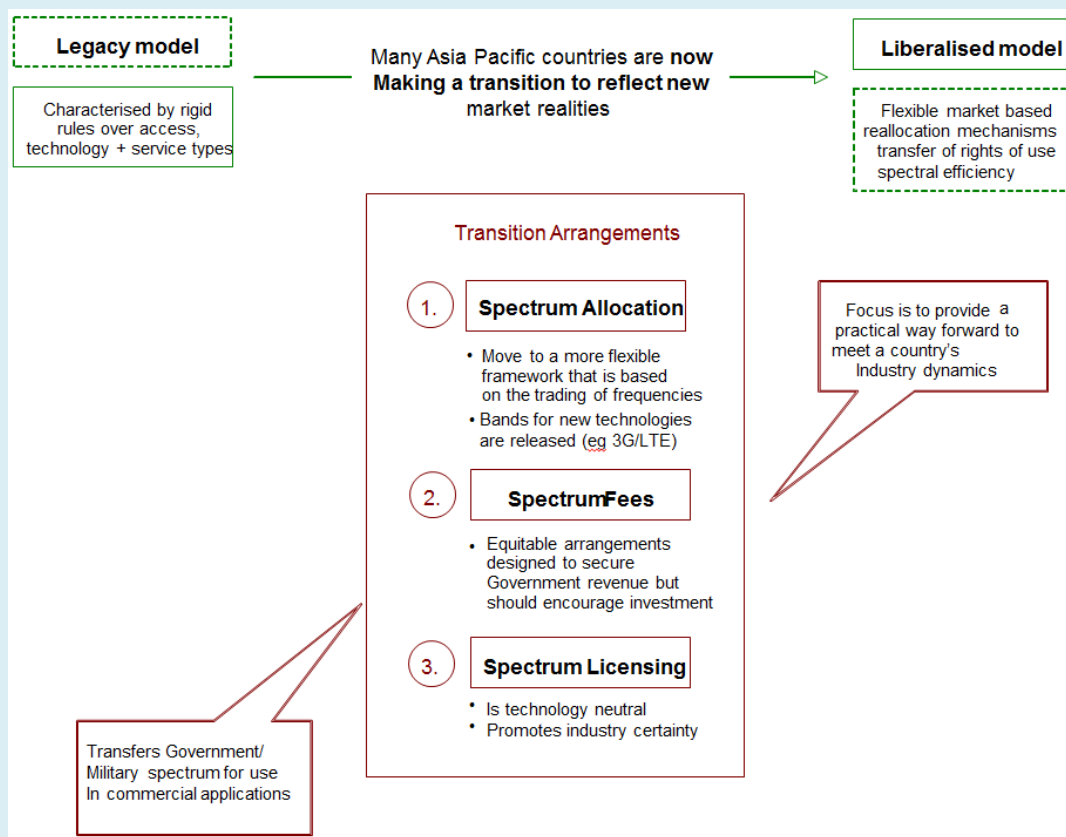 Legacy model
Characterised by rigid
rules over access,
technology + service types
Many Asia Pacific countries are now
Making a transition to reflect new
market realities
Liberalised model
Flexible market based
reallocation mechanisms
transfer of rights of use
spectral efficiency
Transition Arrangements
1.
Spectrum Allocation
• Move to a more flexible
framework that is based
on the trading of frequencies
• Bands for new technologies
are released (eg 3G/LTE)
2.
SpectrumFees
• Equitable arrangements
designed to secure
Government revenue but
should encourage investment
3.
Spectrum Licensing
• Is technology neutral
• Promotes industry certainty
Focus is to provide a
practical way forward to
meet a country's
Industry dynamics
Transfers Government/
Military spectrum for use
In commercial applications